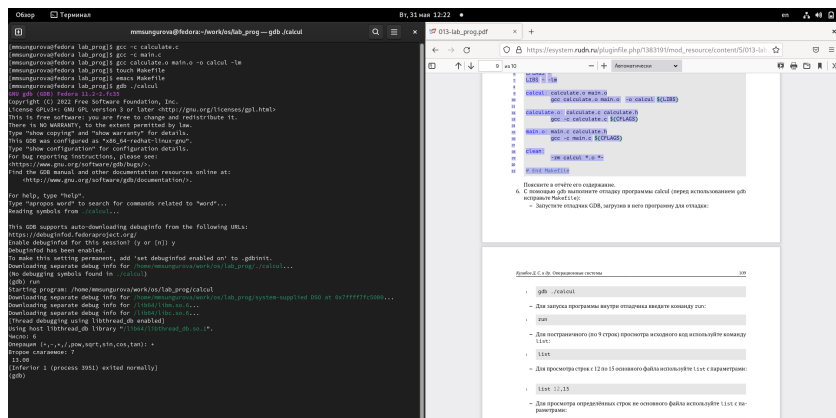 Обзор
Терминал
Вт, 31 мая 12:22
en
mmsungurova@fedora:~/work/os/lab_prog — gdb ./calcul
[mmsungurova@fedora lab_prog]$ gcc -c calculate.c
[mmsungurova@fedora lab_prog]$ gcc -c main.c
[mmsungurova@fedora lab_prog]$ gcc calculate.o main.o -o calcul -lm
[mmsungurova@fedora lab_prog]$ touch Makefile
[mmsungurova@fedora lab_prog]$ emacs Makefile
[mmsungurova@fedora lab_prog]$ gdb ./calcul
GNU gdb (GDB) Fedora 11.2-2.fc35
Copyright (C) 2022 Free Software Foundation, Inc.
License GPLv3+: GNU GPL version 3 or later <http://gnu.org/licenses/gpl.html>
This is free software: you are free to change and redistribute it.
There is NO WARRANTY, to the extent permitted by law.
Type "show copying" and "show warranty" for details.
This GDB was configured as "x86_64-redhat-linux-gnu".
Type "show configuration" for configuration details.
For bug reporting instructions, please see:
<https://www.gnu.org/software/gdb/bugs/>.
Find the GDB manual and other documentation resources online at:
<http://www.gnu.org/software/gdb/documentation/>.
For help, type "help".
Type "apropos word" to search for commands related to "word"...
Reading symbols from ./calcul...
This GDB supports auto-downloading debuginfo from the following URLs:
https://debuginfod.fedoraproject.org/
Enable debuginfod for this session? (y or [n]) y
Debuginfod has been enabled.
To make this setting permanent, add 'set debuginfod enabled on' to .gdbinit.
Downloading separate debug info for /home/mmsungurova/work/os/lab_prog/./calcul...
(No debugging symbols found in ./calcul)
(gdb) run
Starting program: /home/mmsungurova/work/os/lab_prog/calcul
Downloading separate debug info for /home/mmsungurova/work/os/lab_prog/system-supplied DSO at 0x7ffff7fc5000...
Downloading separate debug info for /lib64/libm.so.6...
Downloading separate debug info for /lib64/libc.so.6...
[Thread debugging using libthread_db enabled]
Using host libthread_db library "/lib64/libthread_db.so.1".
Число: 6
Операция (+,-,*,/,pow,sqrt,sin,cos,tan): +
Второе слагаемое: 7
13.00
[Inferior 1 (process 3951) exited normally]
(gdb)
013-lab_prog.pdf
https://esystem.rudn.ru/pluginfile.php/1383191/mod_resource/content/5/013-lab
9 из 10
Автоматически
LIBS = -lm
calcul: calculate.o main.o
gcc calculate.o main.o -o calcul $(LIBS)
calculate.o: calculate.c calculate.h
gcc -c calculate.c $(CFLAGS)
main.o: main.c calculate.h
gcc -c main.c $(CFLAGS)
clean:
-rm calcul *.o *~
# End Makefile
Поясните в отчёте его содержание.
6. С помощью gdb выполните отладку программы calcul (перед использованием gdb
исправьте Makefile):
– Запустите отладчик GDB, загрузив в него программу для отладки:
Кулябов Д. С. и др. Операционные системы
109
gdb ./calcul
– Для запуска программы внутри отладчика введите команду run:
run
– Для постраничного (по 9 строк) просмотра исходного код используйте команду
list:
list
– Для просмотра строк с 12 по 15 основного файла используйте list с параметрами:
list 12,15
– Для просмотра определённых строк не основного файла используйте list с па-
раметрами: